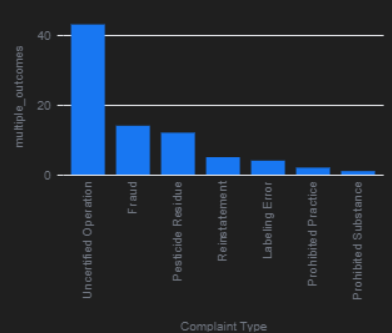 multiple_outcomes
40
20
0
Uncertified Operation
Fraud
Pesticide Residue
Reinstatement
Labeling Error
Prohibited Practice
Prohibited Substance
Complaint Type